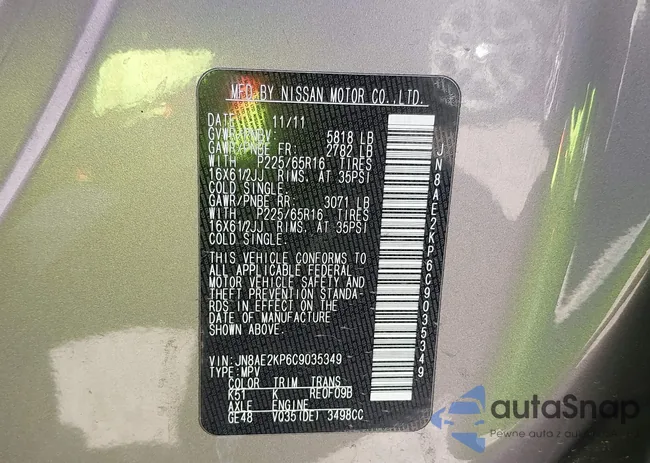 MFD BY NISSAN MOTOR CO.,LTD.
DATE: 11/11
GVWR/PNBV: 5818 LB
GAWR/PNBE FR: 2782 LB
WITH P225/65R16 TIRES
16X61/2JJ RIMS. AT 35PSI
COLD SINGLE.
GAWR/PNBE RR: 3071 LB
WITH P225/65R16 TIRES
16X61/2JJ RIMS. AT 35PSI
COLD SINGLE.
THIS VEHICLE CONFORMS TO
ALL APPLICABLE FEDERAL
MOTOR VEHICLE SAFETY AND
THEFT PREVENTION STANDA-
RDS IN EFFECT ON THE
DATE OF MANUFACTURE
SHOWN ABOVE.
VIN: JN8AE2KP6C9035349
TYPE: MPV
COLOR TRIM TRANS
K51 K RE0F09B
AXLE ENGINE
GE48 VQ35(DE) 3498CC
JN8AE2KP6C9035349
autoSnap
Pewne auta z aukcji